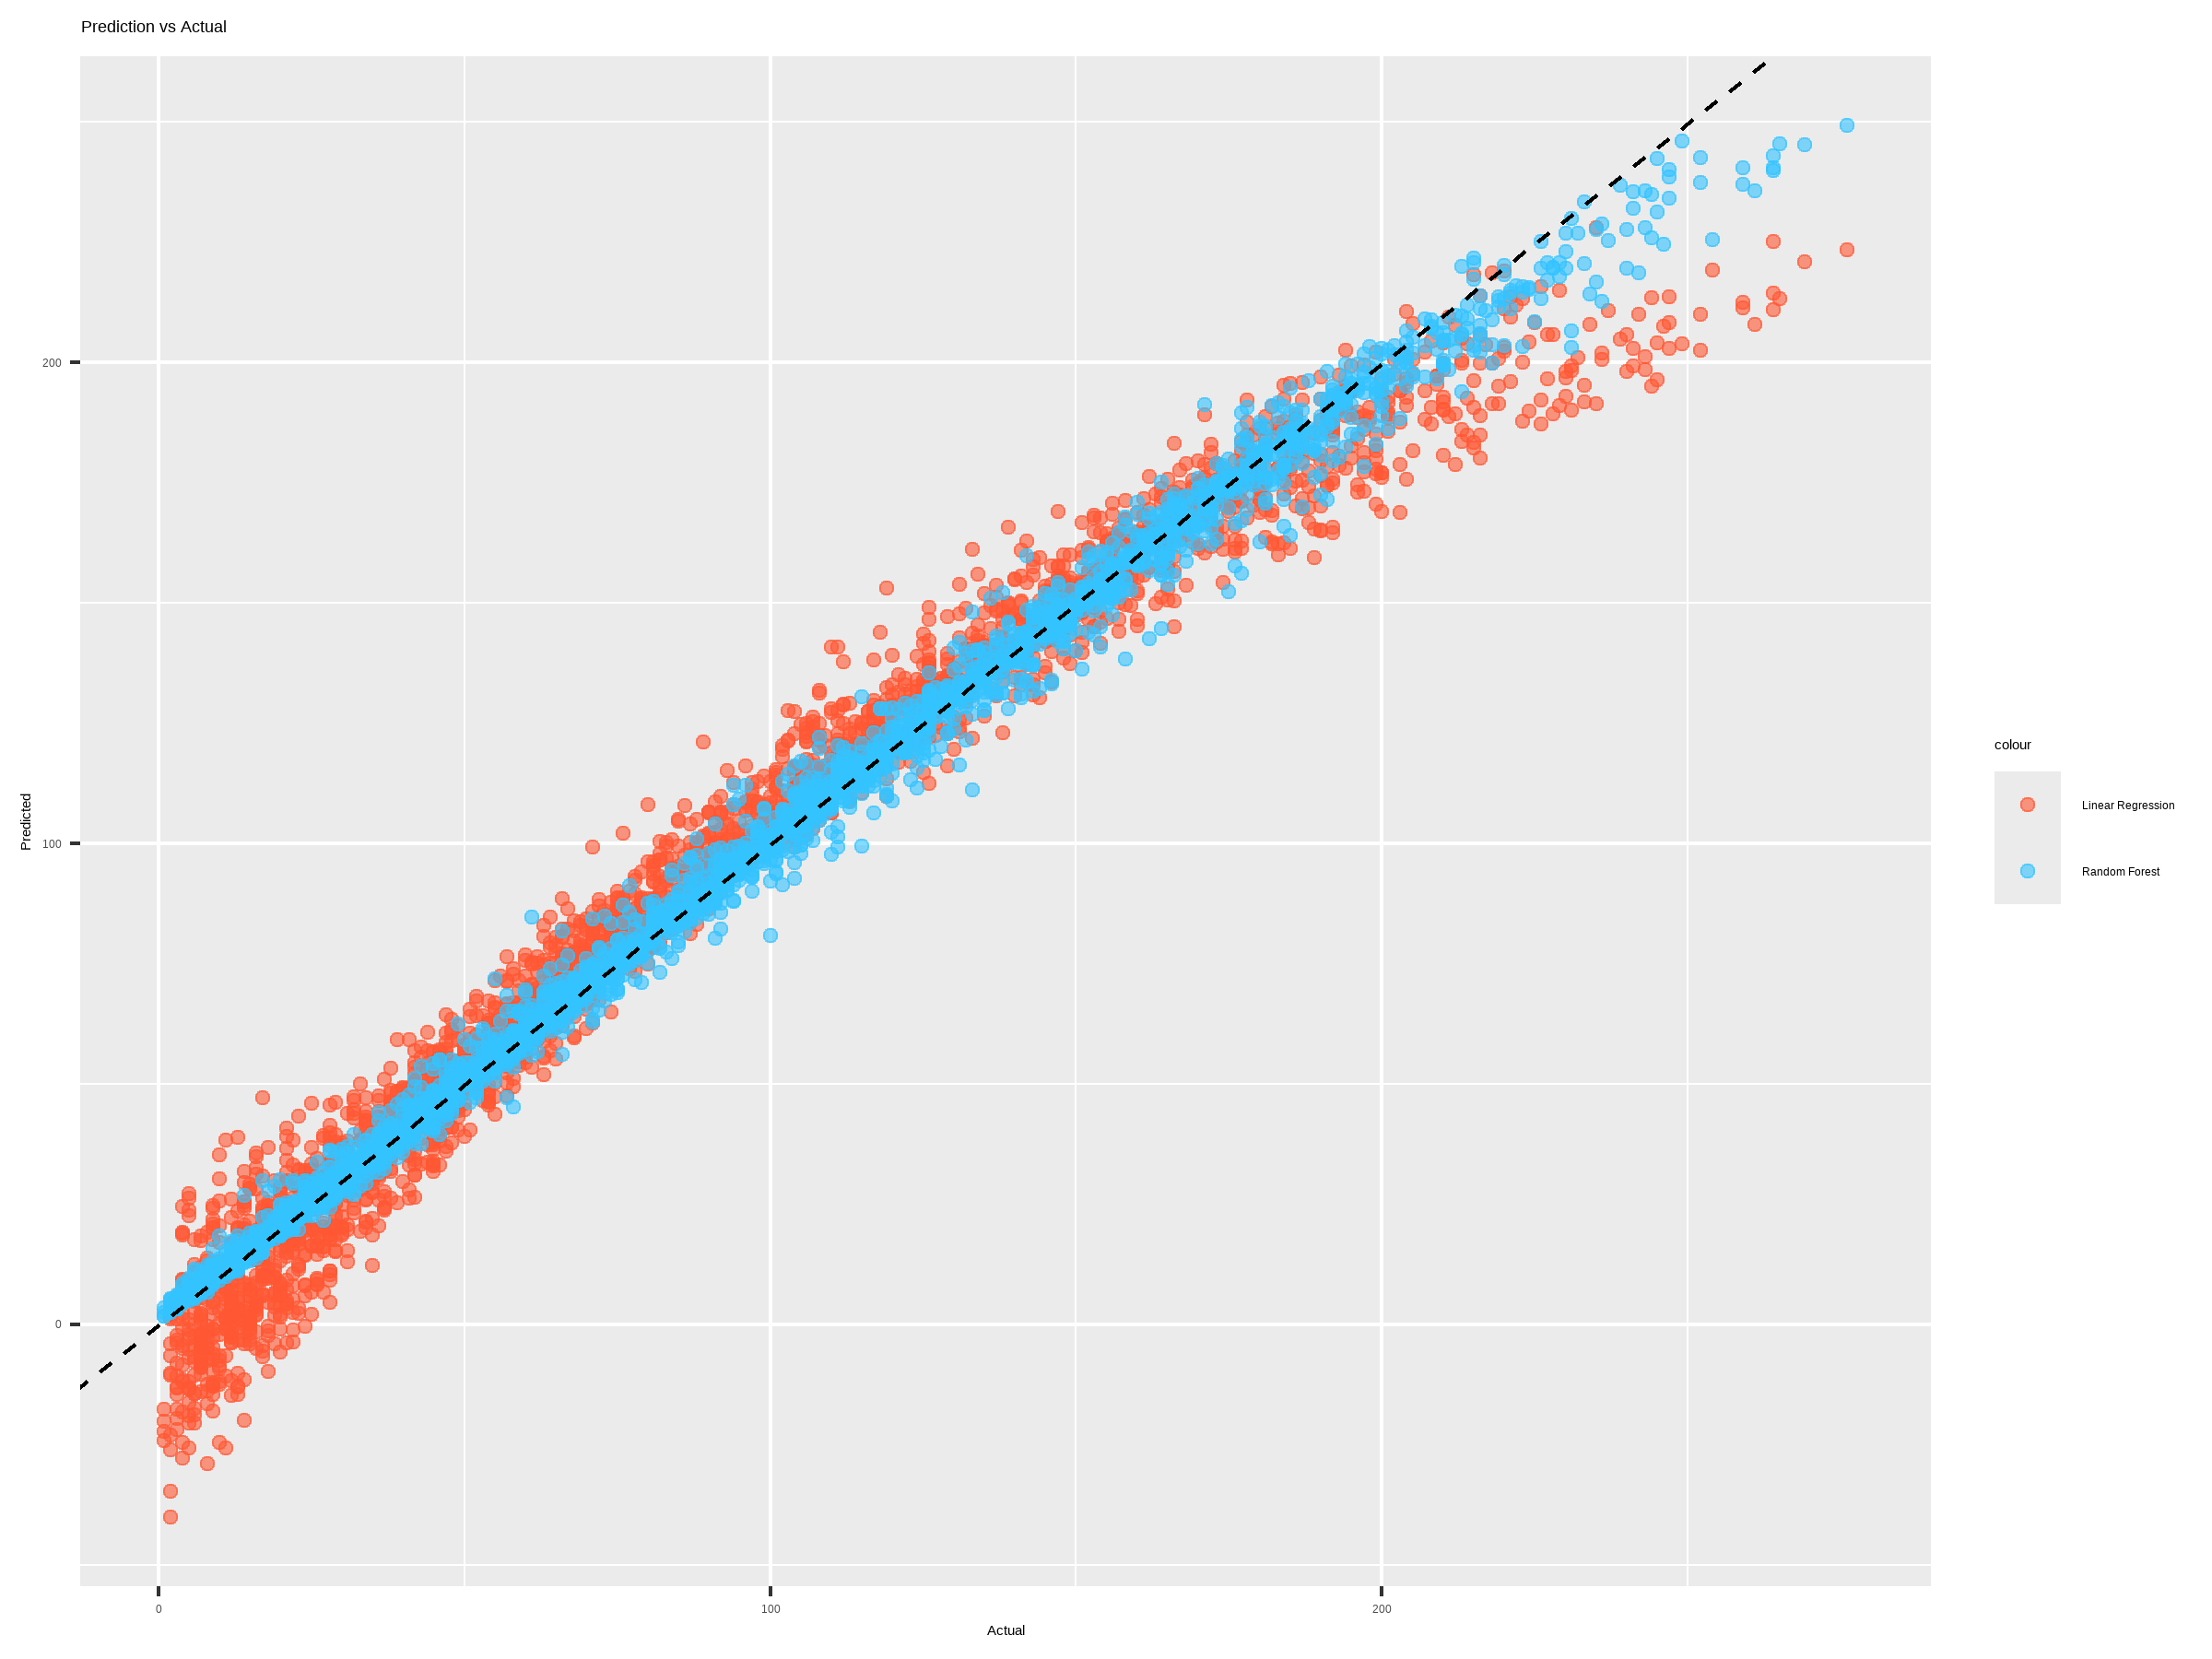 Prediction vs Actual
200
100
0
Predicted
0
100
200
Actual
colour
Linear Regression
Random Forest